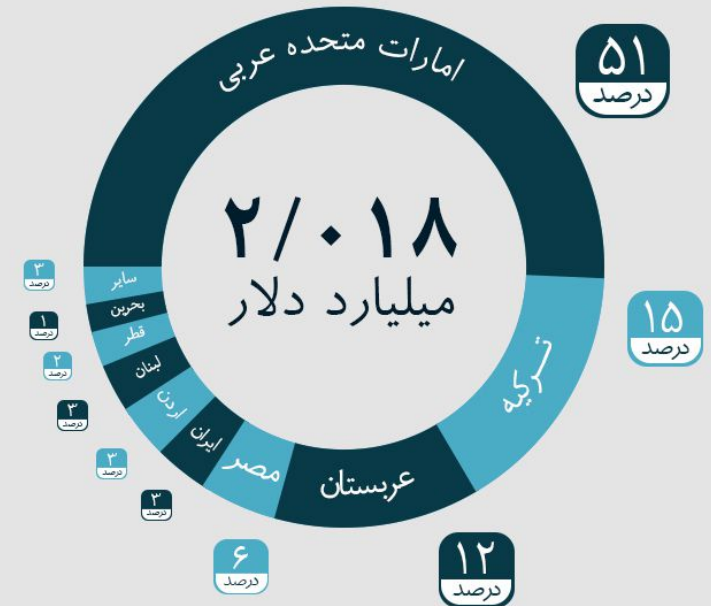 امارات متحده عربی
۵۱
درصد
۲/۰۱۸
میلیارد دلار
ترکیه
۱۵
درصد
عربستان
۱۲
درصد
مصر
۶
درصد
ایران
۳
درصد
اردن
۳
درصد
لبنان
۳
درصد
قطر
۲
درصد
بحرین
۱
درصد
سایر
۳
درصد